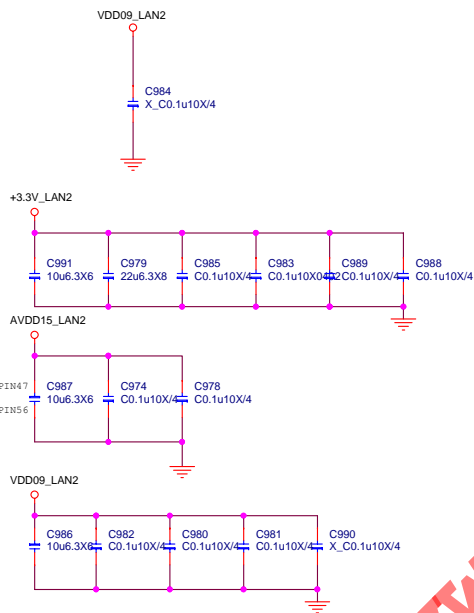 VDD09_LAN2
C984
X_C0.1u10X/4
+3.3V_LAN2
C991 C979 C985 C983 C989 C988
10u6.3X6 22u6.3X8 C0.1u10X/4 C0.1u10X0402 C0.1u10X/4 C0.1u10X/4
AVDD15_LAN2
PIN47 C987 C974 C978
10u6.3X6 C0.1u10X/4 C0.1u10X/4
PIN56
VDD09_LAN2
C986 C982 C980 C981 C990
10u6.3X6 C0.1u10X/4 C0.1u10X/4 C0.1u10X/4 X_C0.1u10X/4